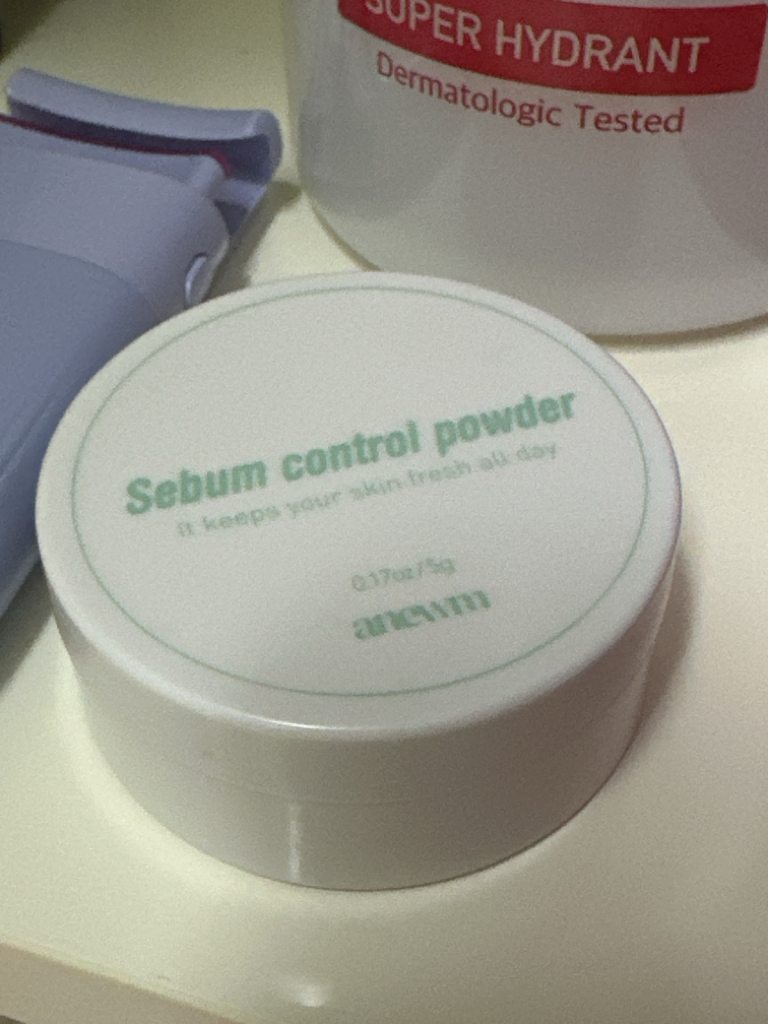 SUPER HYDRANT
Dermatologic Tested
Sebum control powder
it keeps your skin fresh all day
0.17oz/5g
anewm